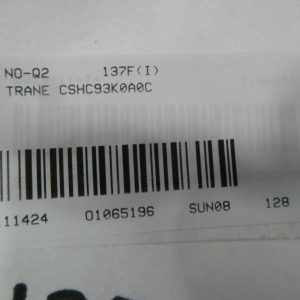 NO-Q2 137F(I)
TRANE CSHC93K0A0C
11424 01065196 SUN08 128